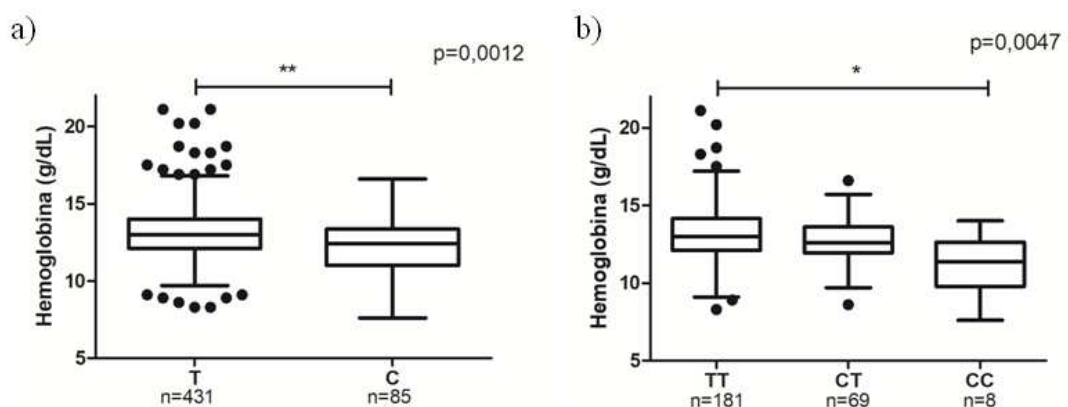 a)
p=0,0012
**
Hemoglobina (g/dL)
20
15
10
5
T
C
n=431
n=85
b)
p=0,0047
*
Hemoglobina (g/dL)
20
15
10
5
TT
CT
CC
n=181
n=69
n=8